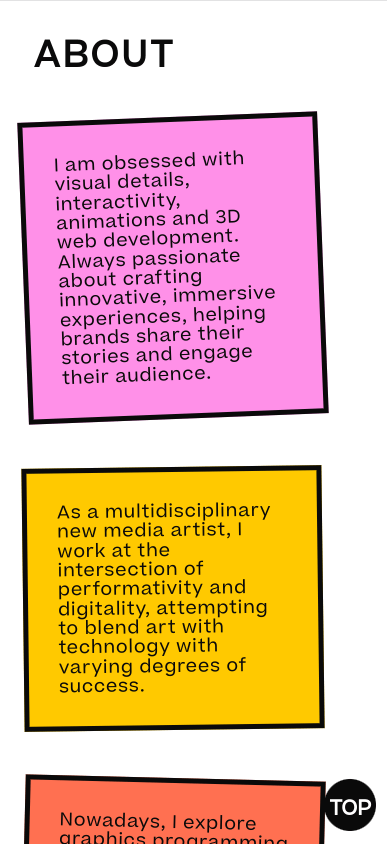 ABOUT
I am obsessed with
visual details,
interactivity,
animations and 3D
web development.
Always passionate
about crafting
innovative, immersive
experiences, helping
brands share their
stories and engage
their audience.
As a multidisciplinary
new media artist, I
work at the
intersection of
performativity and
digitality, attempting
to blend art with
technology with
varying degrees of
success.
Nowadays, I explore
graphics programming
TOP